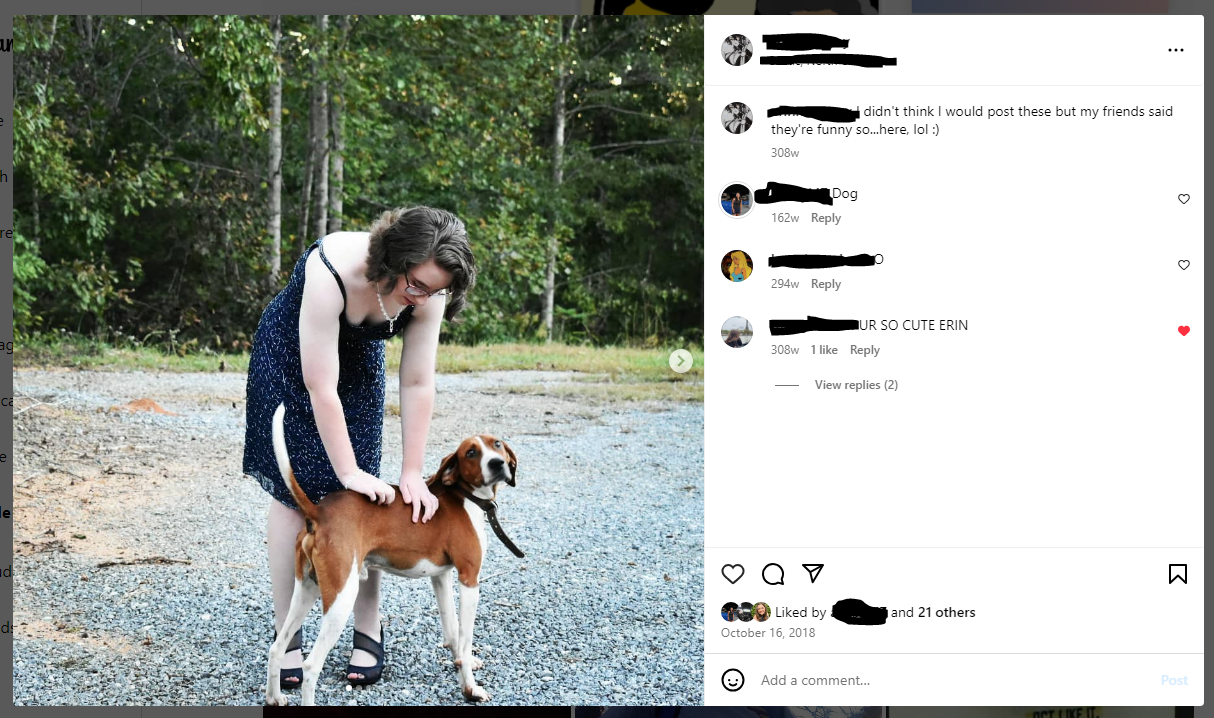 I didn't think I would post these but my friends said
they're funny so...here, lol :)
308w
Dog
162w Reply
O
294w Reply
UR SO CUTE ERIN
308w 1 like Reply
View replies (2)
Liked by and 21 others
October 16, 2018
Add a comment... Post